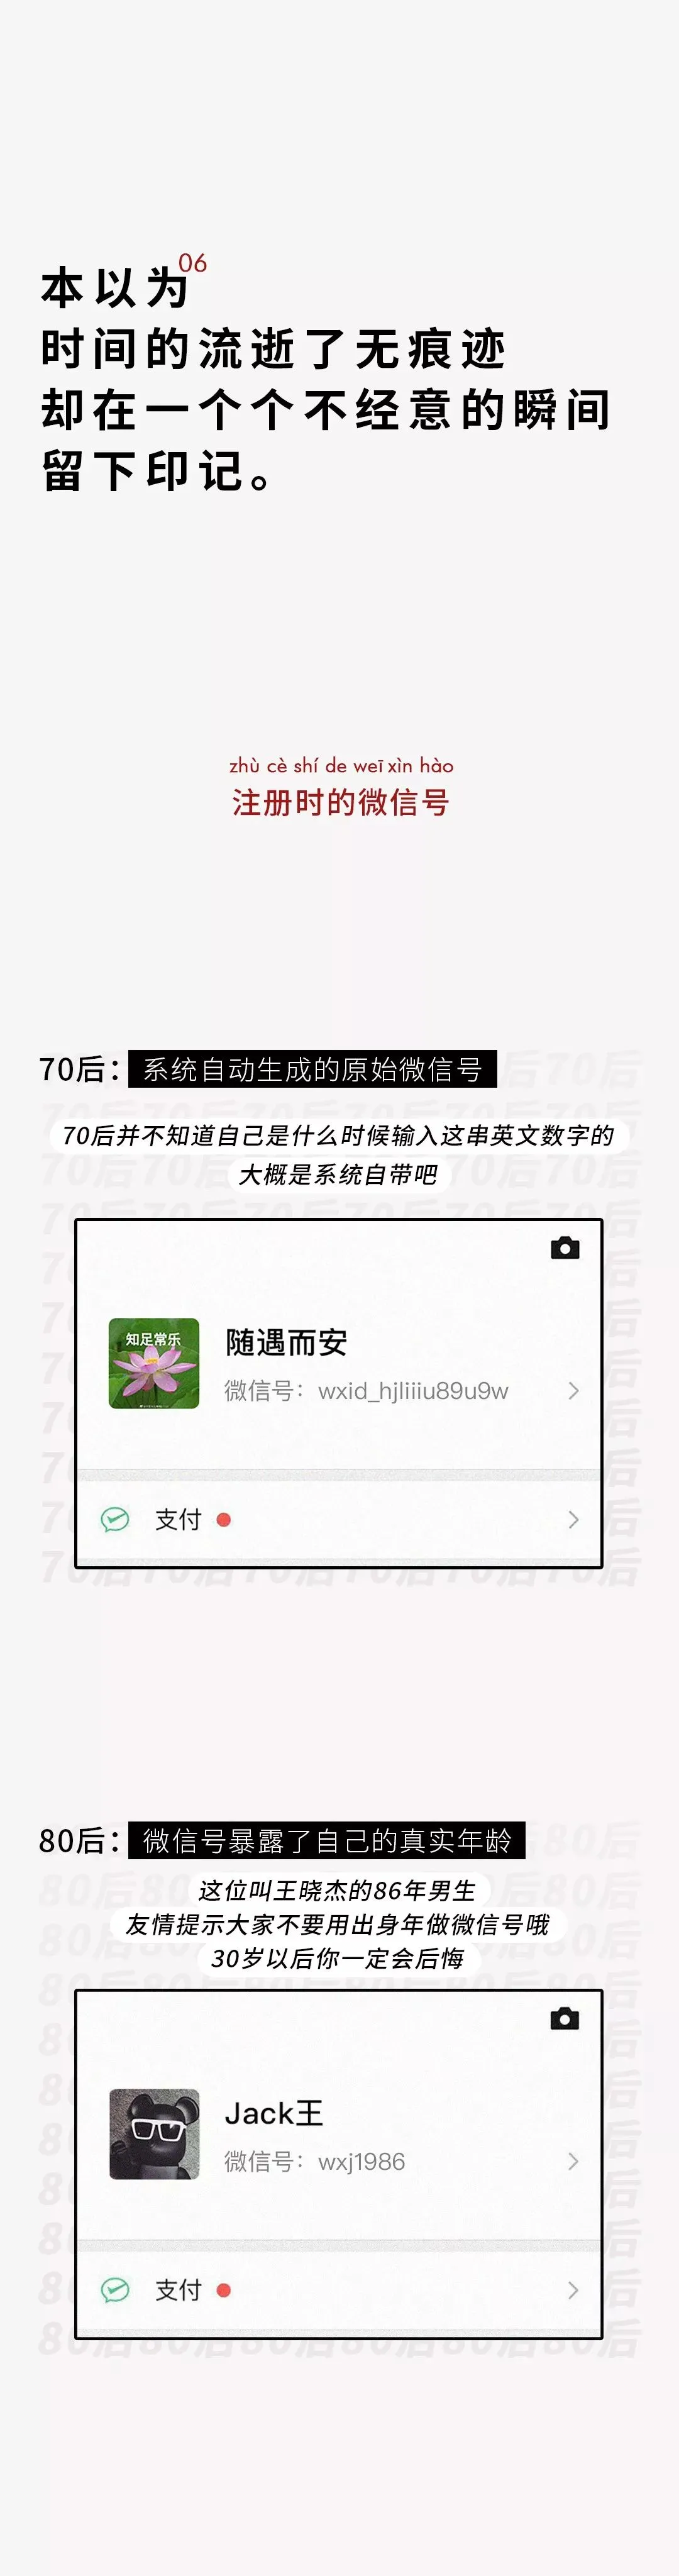 06
本以为
时间的流逝了无痕迹
却在一个个不经意的瞬间
留下印记。
zhù cè shí de weī xìn hào
注册时的微信号
70后：系统自动生成的原始微信号
70后并不知道自己是什么时候输入这串英文数字的
大概是系统自带吧
知足常乐
随遇而安
微信号：wxid_hjliiiu89u9w
支付
80后：微信号暴露了自己的真实年龄
这位叫王晓杰的86年男生
友情提示大家不要用出身年做微信号哦
30岁以后你一定会后悔
Jack王
微信号：wxj1986
支付